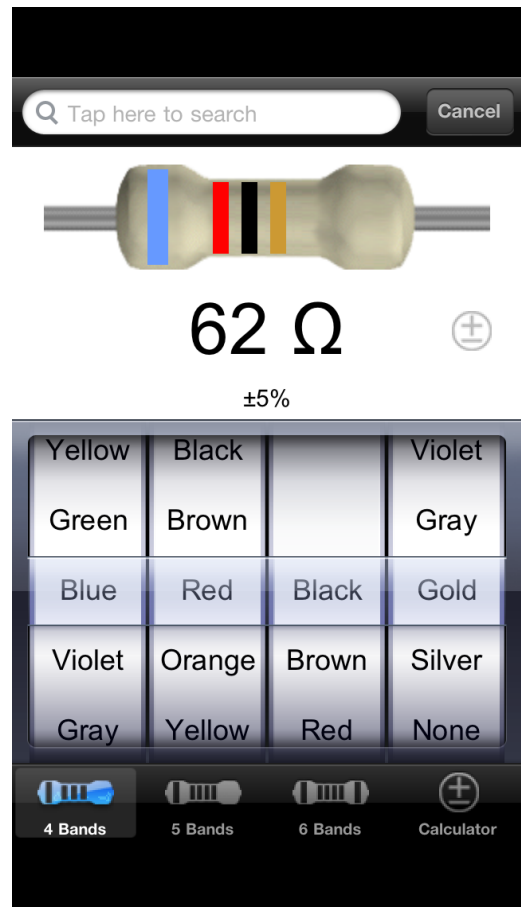 Tap here to search
Cancel
62 Ω
±5%
Yellow Black Violet
Green Brown Gray
Blue Red Black Gold
Violet Orange Brown Silver
Gray Yellow Red None
4 Bands 5 Bands 6 Bands Calculator